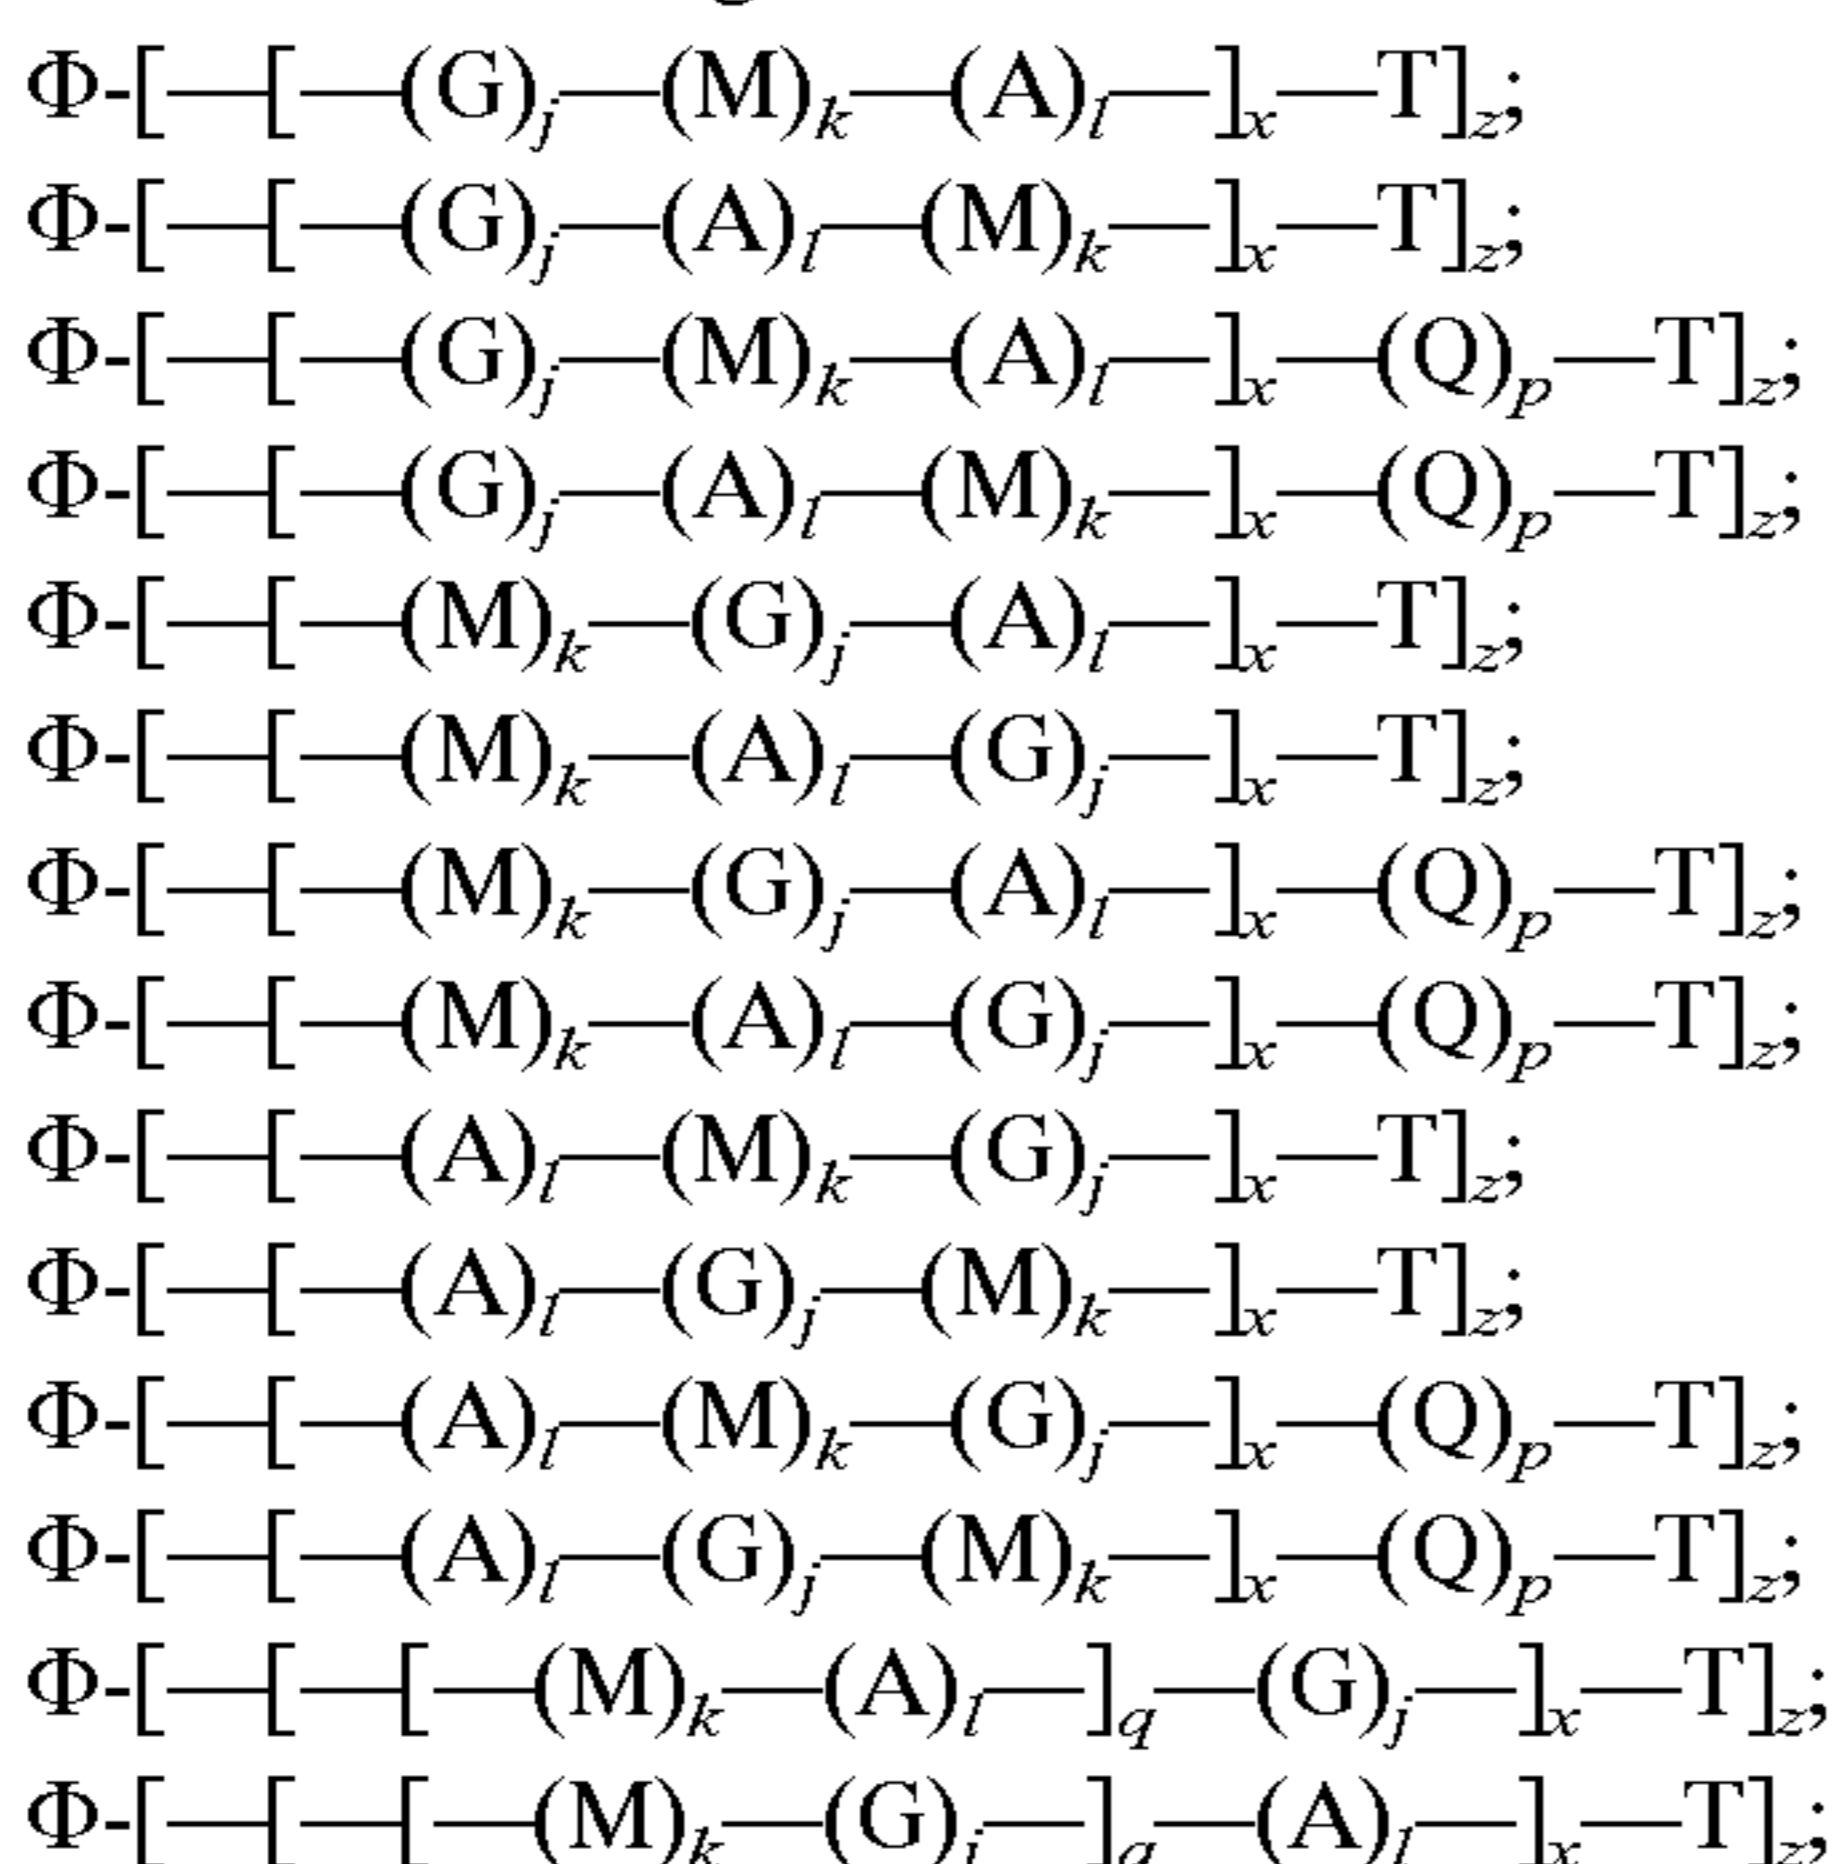 Φ-[—[—(G)j—(M)k—(A)l—]x—T]z;
Φ-[—[—(G)j—(A)l—(M)k—]x—T]z;
Φ-[—[—(G)j—(M)k—(A)l—]x—(Q)p—T]z;
Φ-[—[—(G)j—(A)l—(M)k—]x—(Q)p—T]z;
Φ-[—[—(M)k—(G)j—(A)l—]x—T]z;
Φ-[—[—(M)k—(A)l—(G)j—]x—T]z;
Φ-[—[—(M)k—(G)j—(A)l—]x—(Q)p—T]z;
Φ-[—[—(M)k—(A)l—(G)j—]x—(Q)p—T]z;
Φ-[—[—(A)l—(M)k—(G)j—]x—T]z;
Φ-[—[—(A)l—(G)j—(M)k—]x—T]z;
Φ-[—[—(A)l—(M)k—(G)j—]x—(Q)p—T]z;
Φ-[—[—(A)l—(G)j—(M)k—]x—(Q)p—T]z;
Φ-[—[—[—(M)k—(A)l—]q—(G)j—]x—T]z;
Φ-[—[—[—(M)k—(G)j—]q—(A)l—]x—T]z;